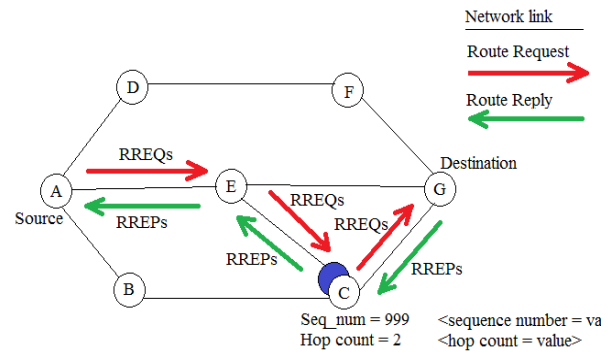 Network link
Route Request
Route Reply
D
F
RREQs
Destination
A
E
G
RREQs
Source
RREPs
RREQs
RREPs
RREPs
B
C
Seq_num = 999 <sequence number = va
Hop count = 2 <hop count = value>